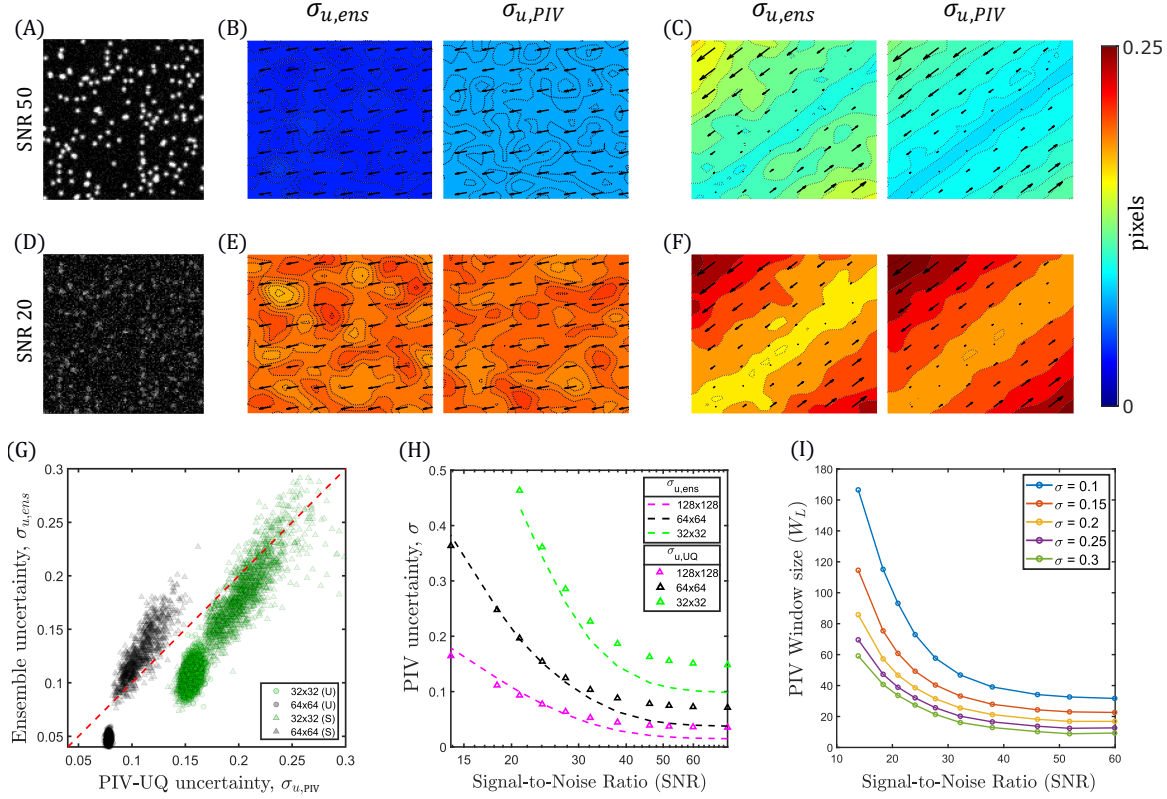 σu,ens σu,PIV σu,ens σu,PIV
(A) (B) (C)
SNR 50
0.25
pixels
0
(D) (E) (F)
SNR 20
(G) (H) (I)
Ensemble uncertainty, σu,ens
0.3
0.25
0.2
0.15
0.1
0.05
0.05 0.1 0.15 0.2 0.25 0.3
PIV-UQ uncertainty, σu,PIV
32x32 (U)
64x64 (U)
32x32 (S)
64x64 (S)
PIV uncertainty, σ
0.5
0.4
0.3
0.2
0.1
0
15 20 30 40 50 60
Signal-to-Noise Ratio (SNR)
σu,ens
128x128
64x64
32x32
σu,UQ
128x128
64x64
32x32
PIV Window size (WL)
180
160
140
120
100
80
60
40
20
0
10 20 30 40 50 60
Signal-to-Noise Ratio (SNR)
σ = 0.1
σ = 0.15
σ = 0.2
σ = 0.25
σ = 0.3